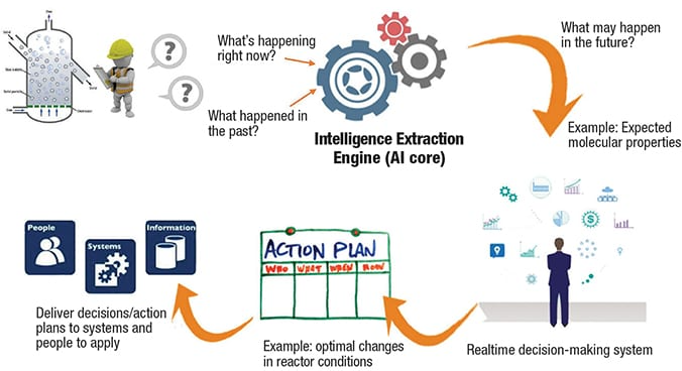 What's happening
right now?
What happened in
the past?
?
?
Intelligence Extraction
Engine (AI core)
What may happen
in the future?
Example: Expected
molecular properties
People
Systems
Information
Deliver decisions/action
plans to systems and
people to apply
ACTION PLAN
WHO WHAT WHEN HOW
Example: optimal changes
in reactor conditions
$
Realtime decision-making system